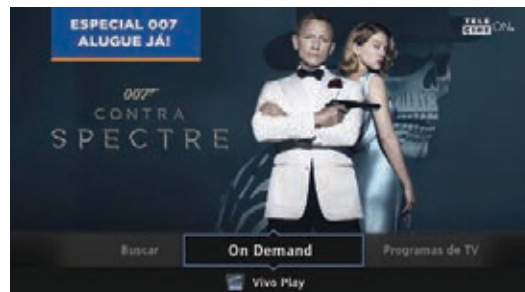 ESPECIAL 007
ALUGUE JÁ!
TELE
CINE ON
007
CONTRA
SPECTRE
Buscar
On Demand
Programas de TV
Vivo Play